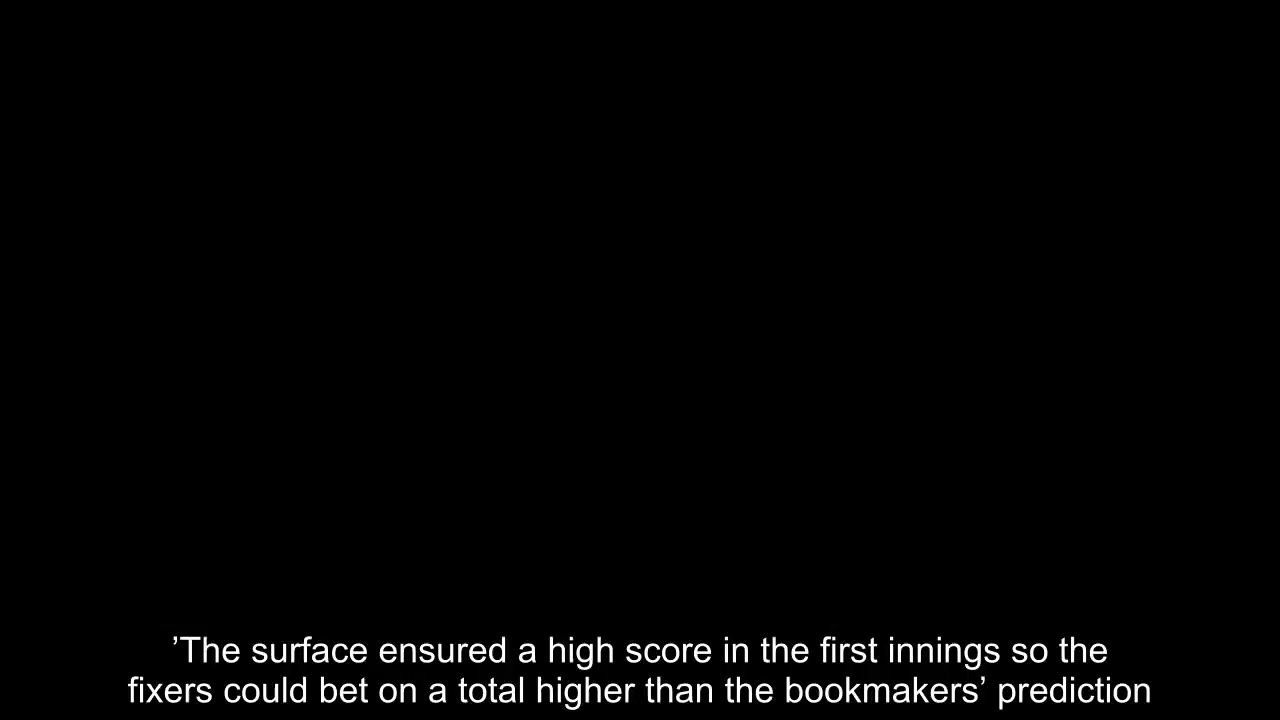 ’The surface ensured a high score in the first innings so the
fixers could bet on a total higher than the bookmakers’ prediction